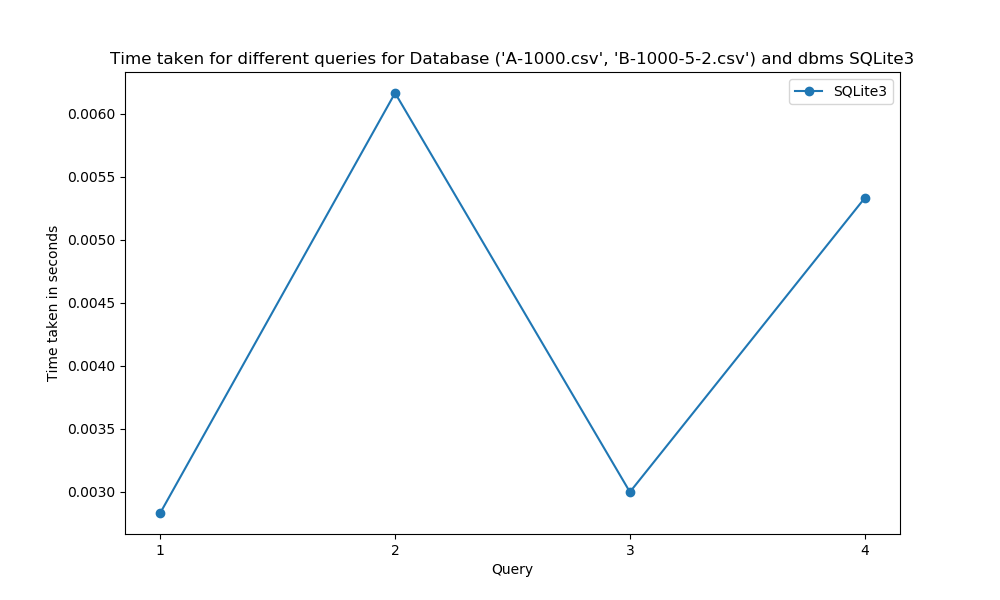 Time taken for different queries for Database ('A-1000.csv', 'B-1000-5-2.csv') and dbms SQLite3
SQLite3
Time taken in seconds
0.0060
0.0055
0.0050
0.0045
0.0040
0.0035
0.0030
1 2 3 4
Query